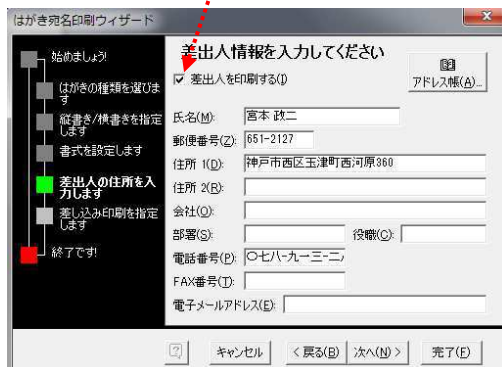 はがき宛名印刷ウィザード
始めましょう!
はがきの種類を選びま
す
縦書き/横書きを指定
します
書式を設定します
差出人の住所を入
力します
差し込み印刷を指定
します
終了です!
差出人情報を入力してください
差出人を印刷する(I)
アドレス帳(A)...
氏名(M): 宮本 政二
郵便番号(Z): 651-2127
住所 1(D): 神戸市西区玉津町西河原360
住所 2(R):
会社(O):
部署(S): 役職(C):
電話番号(P): 〇七八-九一三-二
FAX番号(T):
電子メールアドレス(E):
キャンセル < 戻る(B) 次へ(N) > 完了(F)